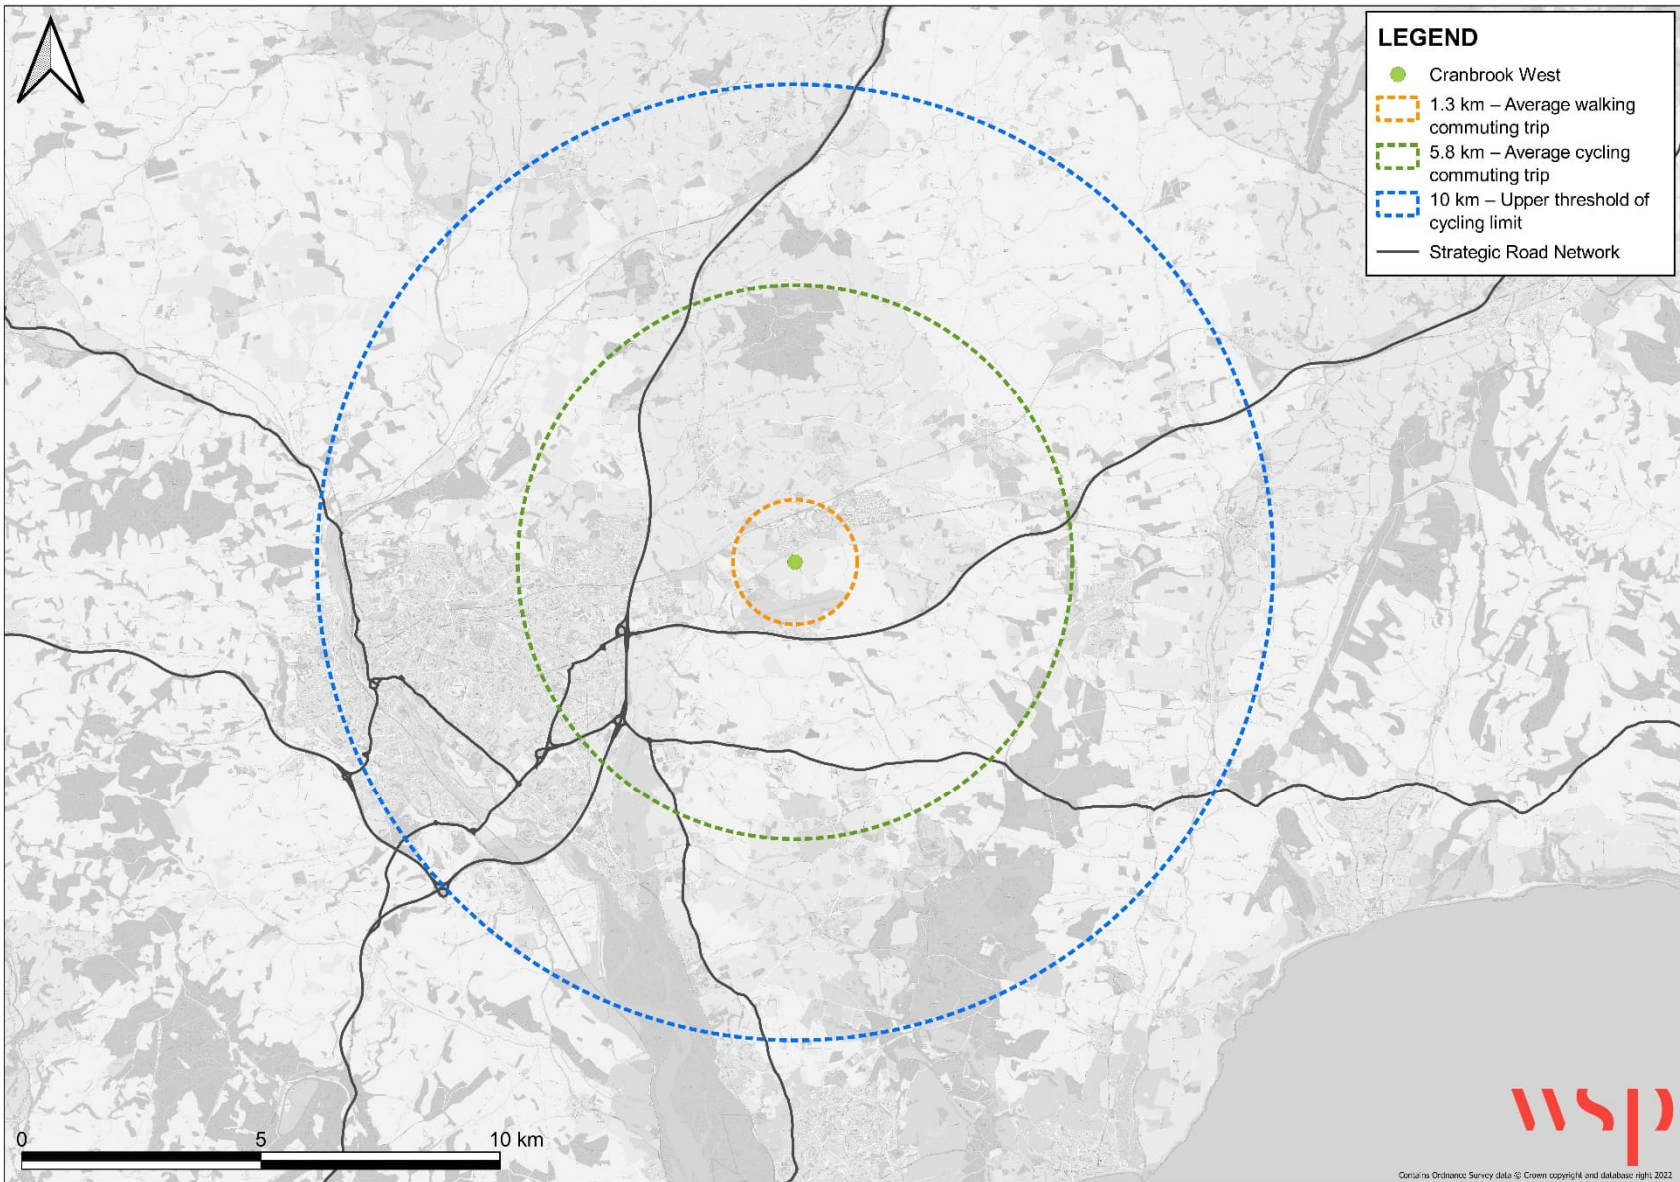 LEGEND
Cranbrook West
1.3 km – Average walking
commuting trip
5.8 km – Average cycling
commuting trip
10 km – Upper threshold of
cycling limit
Strategic Road Network
0 5 10 km
wsp
Contains Ordnance Survey data © Crown copyright and database right 2022